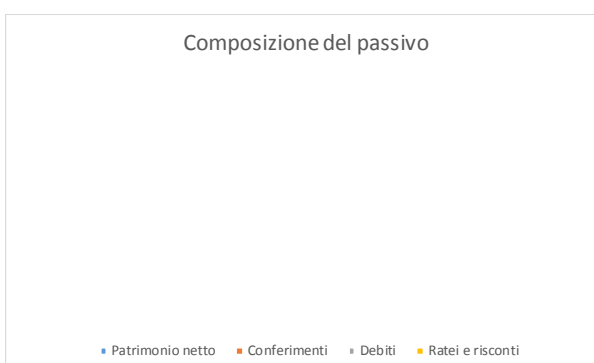 Composizione del passivo
Patrimonio netto Conferimenti Debiti Ratei e risconti